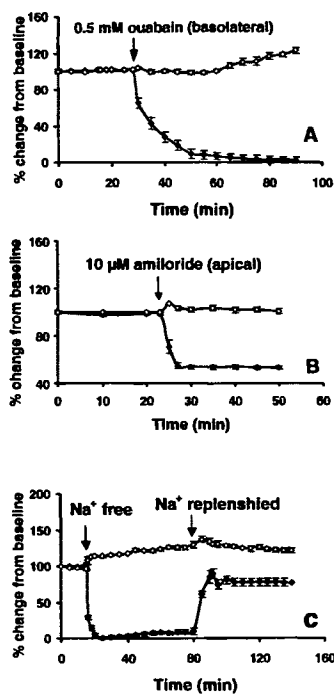 160
0.5 mM ouabain (basolateral)
120
80
40
0
% change from baseline
A
0 20 40 60 80 100
Time (min)
160
10 µM amiloride (apical)
120
80
40
% change from baseline
B
0 10 20 30 40 50 60
Time (min)
200
Na+ free
Na+ replenshied
150
100
50
0
% change from baseline
C
0 40 80 120 160
Time (min)